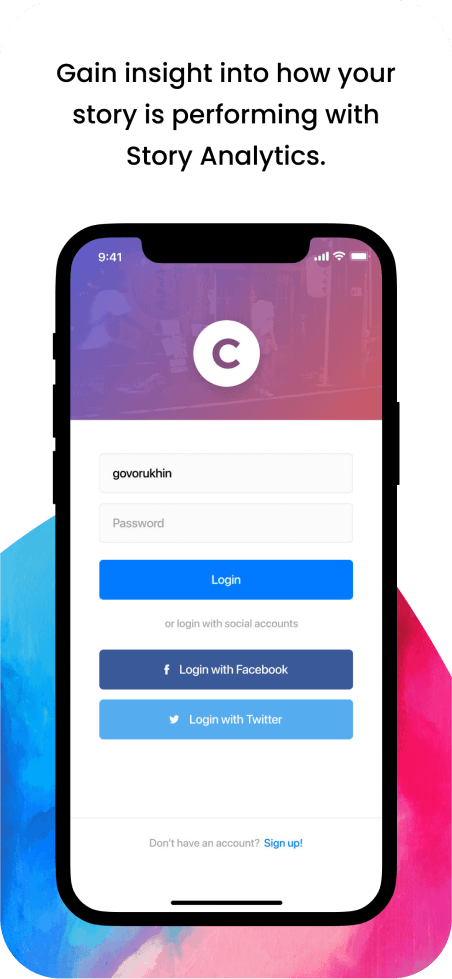 Gain insight into how your
story is performing with
Story Analytics.
9:41
C
govorukhin
Password
Login
or login with social accounts
f Login with Facebook
Login with Twitter
Don't have an account? Sign up!